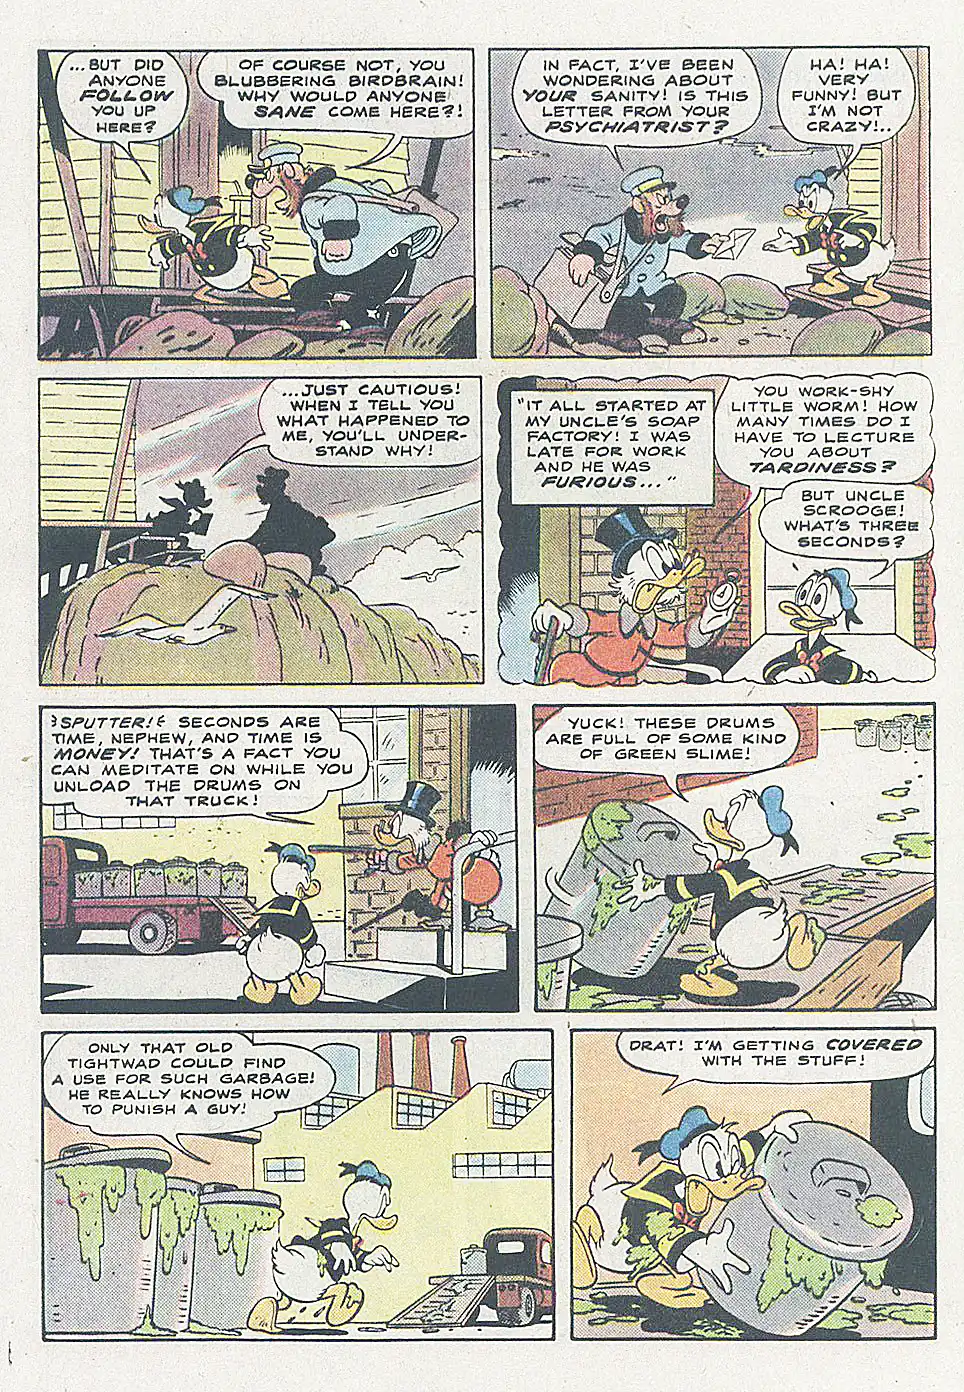 ...BUT DID
ANYONE
FOLLOW
YOU UP
HERE?
OF COURSE NOT, YOU
BLUBBERING BIRDBRAIN!
WHY WOULD ANYONE
SANE COME HERE?!
IN FACT, I'VE BEEN
WONDERING ABOUT
YOUR SANITY! IS THIS
LETTER FROM YOUR
PSYCHIATRIST?
HA! HA!
VERY
FUNNY! BUT
I'M NOT
CRAZY!..
...JUST CAUTIOUS!
WHEN I TELL YOU
WHAT HAPPENED TO
ME, YOU'LL UNDER-
STAND WHY!
"IT ALL STARTED AT
MY UNCLE'S SOAP
FACTORY! I WAS
LATE FOR WORK
AND HE WAS
FURIOUS..."
YOU WORK-SHY
LITTLE WORM! HOW
MANY TIMES DO I
HAVE TO LECTURE
YOU ABOUT
TARDINESS?
BUT UNCLE
SCROOGE!
WHAT'S THREE
SECONDS?
SPUTTER! SECONDS ARE
TIME, NEPHEW, AND TIME IS
MONEY! THAT'S A FACT YOU
CAN MEDITATE ON WHILE YOU
UNLOAD THE DRUMS ON
THAT TRUCK!
YUCK! THESE DRUMS
ARE FULL OF SOME KIND
OF GREEN SLIME!
ONLY THAT OLD
TIGHTWAD COULD FIND
A USE FOR SUCH GARBAGE!
HE REALLY KNOWS HOW
TO PUNISH A GUY!
DRAT! I'M GETTING COVERED
WITH THE STUFF!